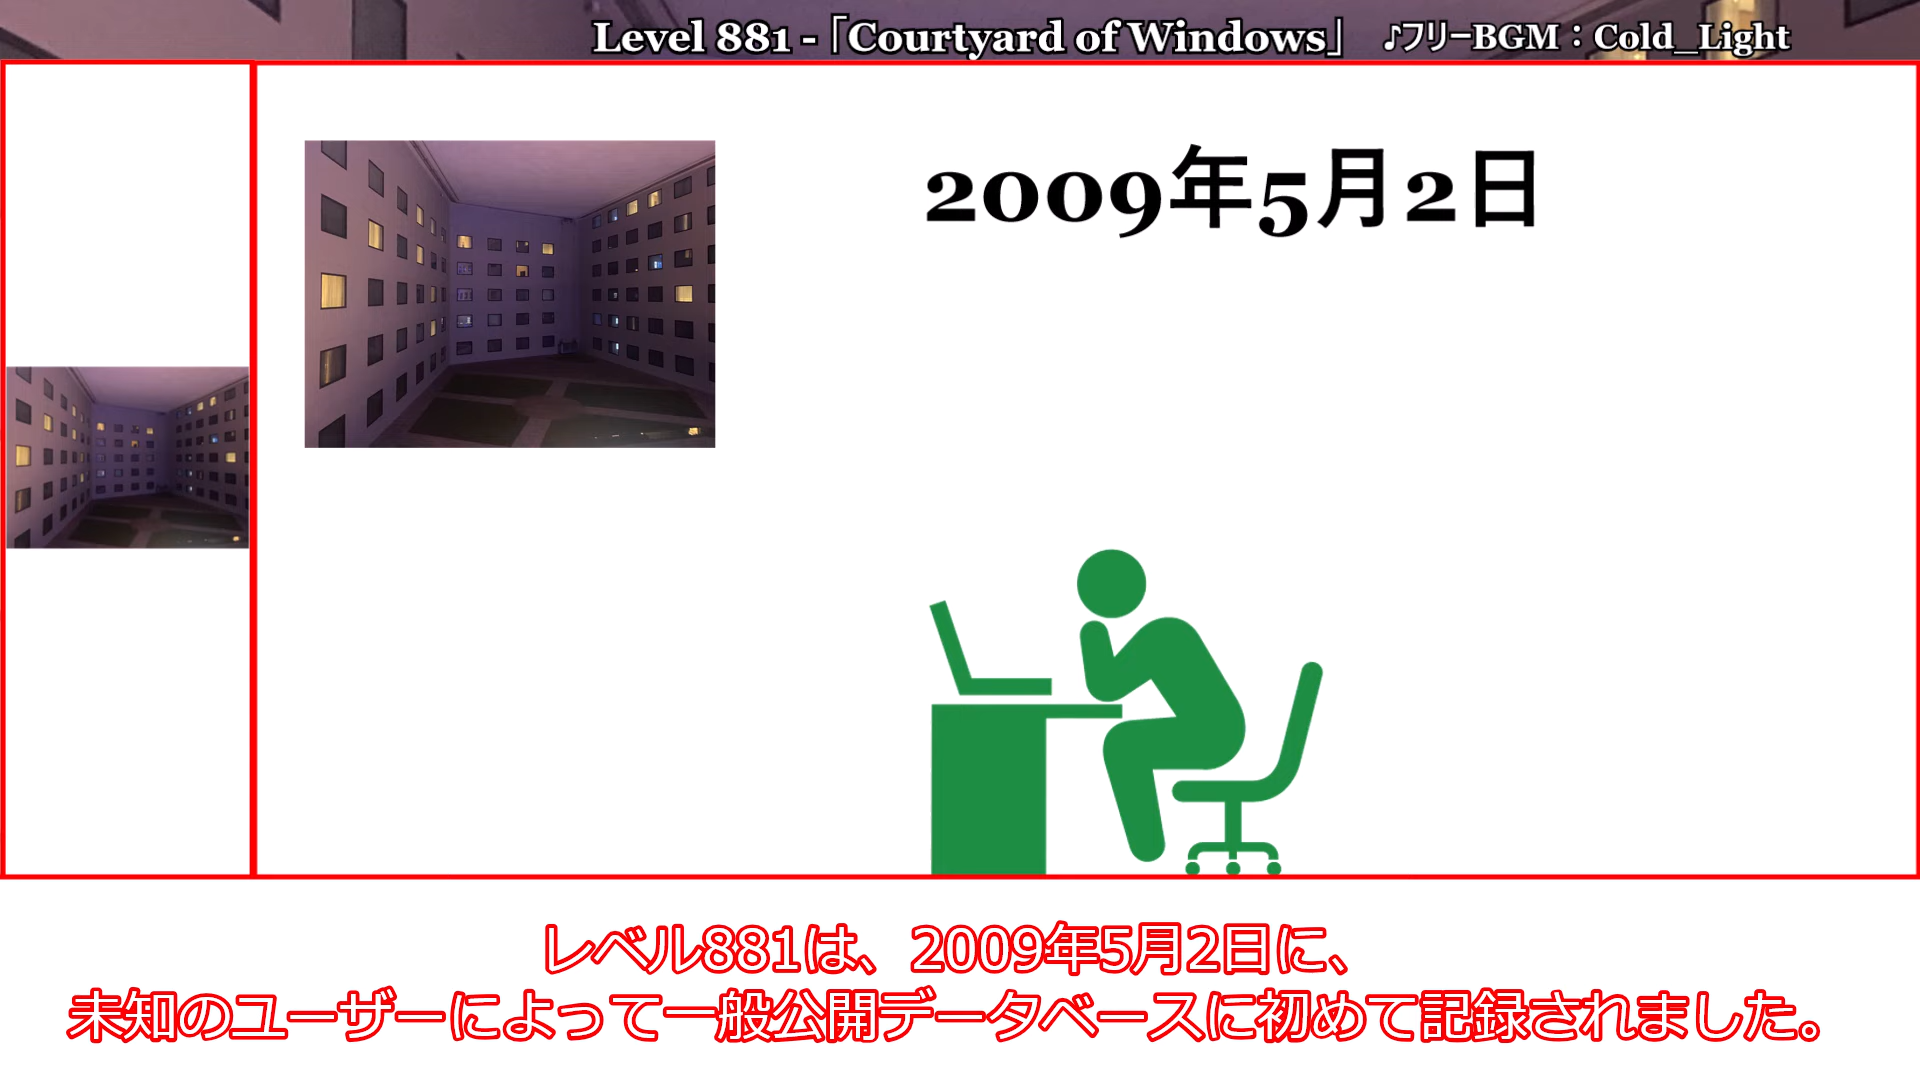 Level 881 -「Courtyard of Windows」 ♪フリーBGM：Cold_Light
2009年5月2日
レベル881は、2009年5月2日に、
未知のユーザーによって一般公開データベースに初めて記録されました。